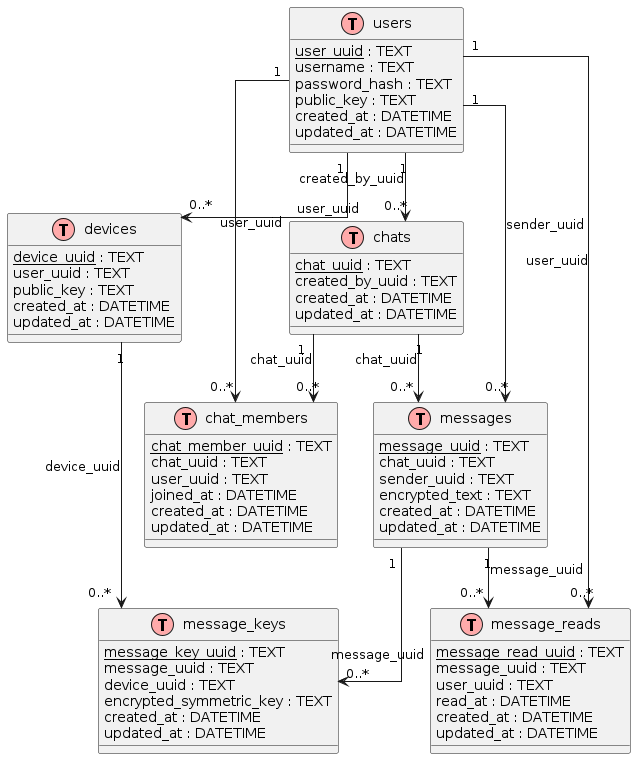 T users
user_uuid : TEXT
username : TEXT
password_hash : TEXT
public_key : TEXT
created_at : DATETIME
updated_at : DATETIME
1
1
1
1
1
created_by_uuid
0..*
user_uuid
0..*
user_uuid
sender_uuid
user_uuid
T devices
device_uuid : TEXT
user_uuid : TEXT
public_key : TEXT
created_at : DATETIME
updated_at : DATETIME
T chats
chat_uuid : TEXT
created_by_uuid : TEXT
created_at : DATETIME
updated_at : DATETIME
1
1
1
chat_uuid
chat_uuid
0..*
0..*
0..*
0..*
T chat_members
chat_member_uuid : TEXT
chat_uuid : TEXT
user_uuid : TEXT
joined_at : DATETIME
created_at : DATETIME
updated_at : DATETIME
T messages
message_uuid : TEXT
chat_uuid : TEXT
sender_uuid : TEXT
encrypted_text : TEXT
created_at : DATETIME
updated_at : DATETIME
device_uuid
1
1
message_uuid
0..*
0..*
0..*
T message_keys
message_key_uuid : TEXT
message_uuid : TEXT
device_uuid : TEXT
encrypted_symmetric_key : TEXT
created_at : DATETIME
updated_at : DATETIME
message_uuid
0..*
T message_reads
message_read_uuid : TEXT
message_uuid : TEXT
user_uuid : TEXT
read_at : DATETIME
created_at : DATETIME
updated_at : DATETIME